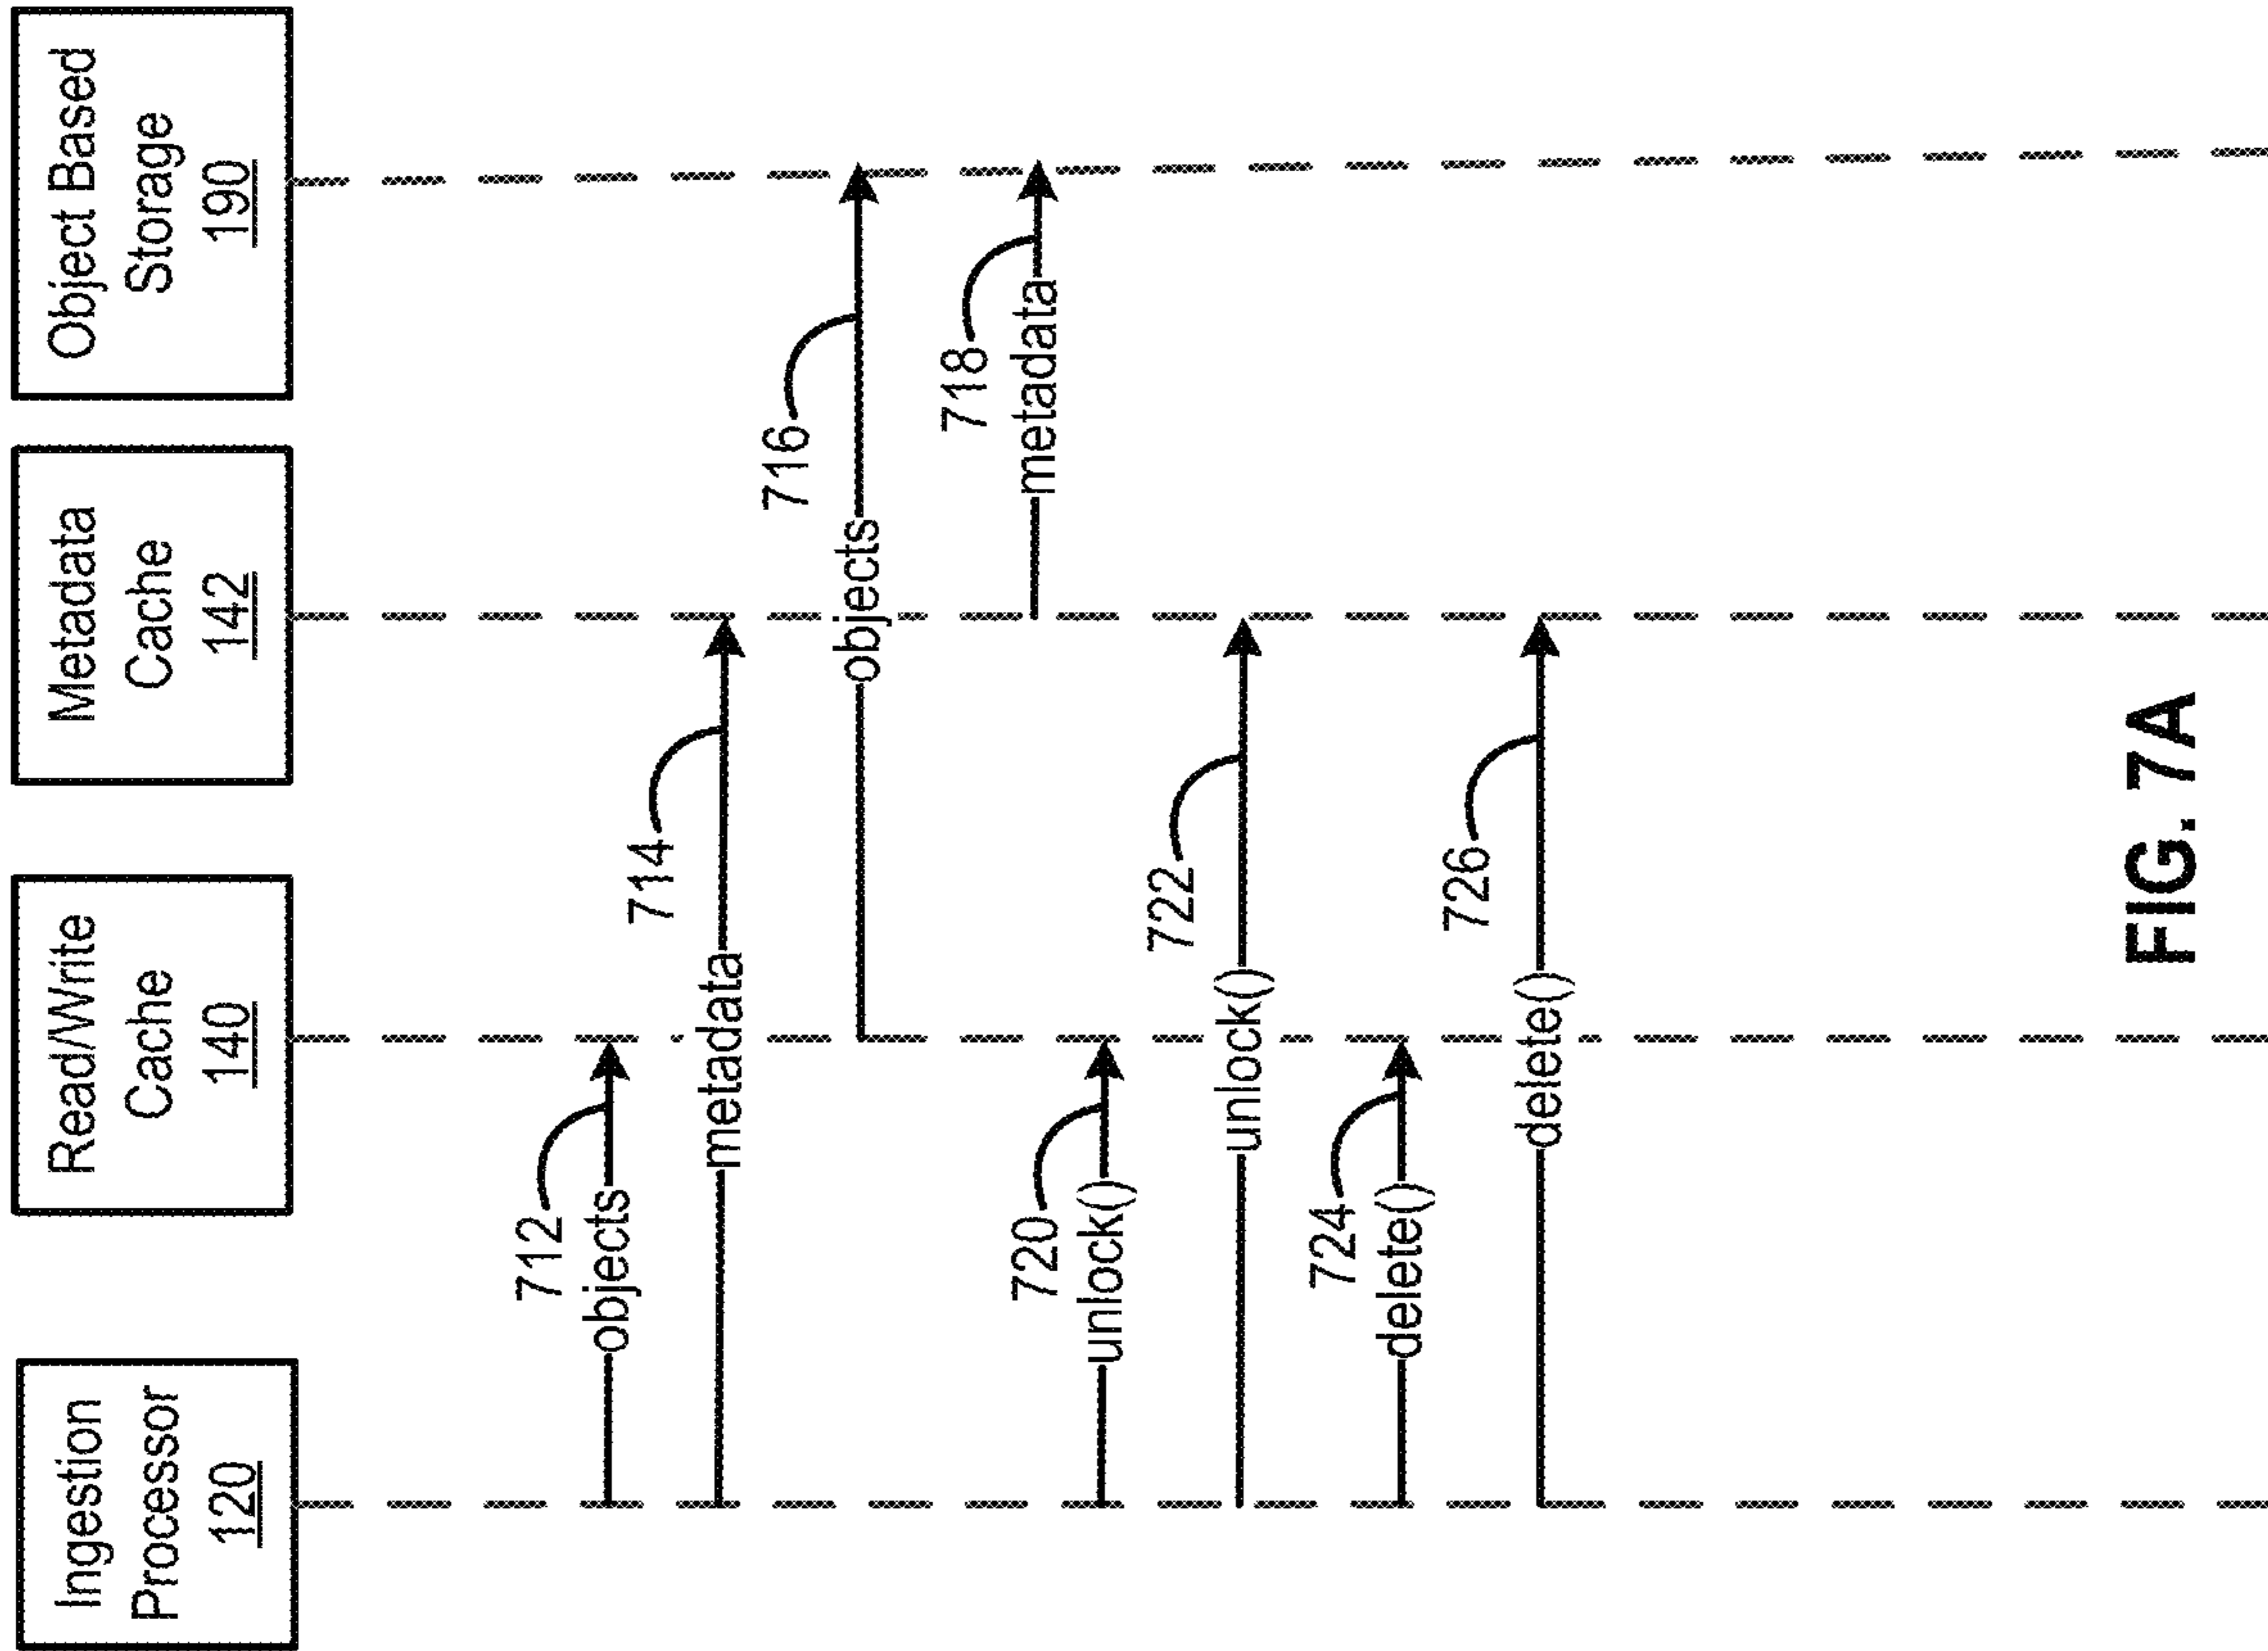 Ingestion
Processor
120
Read/Write
Cache
140
Metadata
Cache
142
Object Based
Storage
190
712
objects
714
metadata
716
objects
718
metadata
720
unlock()
722
unlock()
724
delete()
726
delete()
FIG. 7A